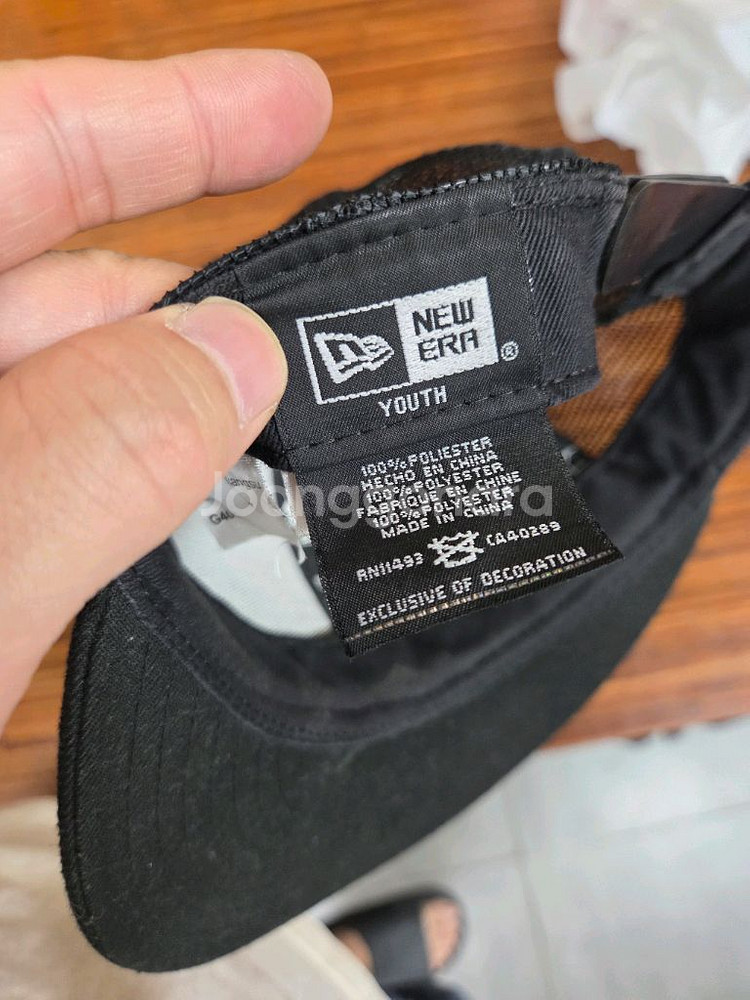 NEW
ERA
®
YOUTH
100% POLIESTER
HECHO EN CHINA
100% POLYESTER
FABRIQUE EN CHINE
100% POLYESTER
MADE IN CHINA
RN11493 CA40289
EXCLUSIVE OF DECORATION